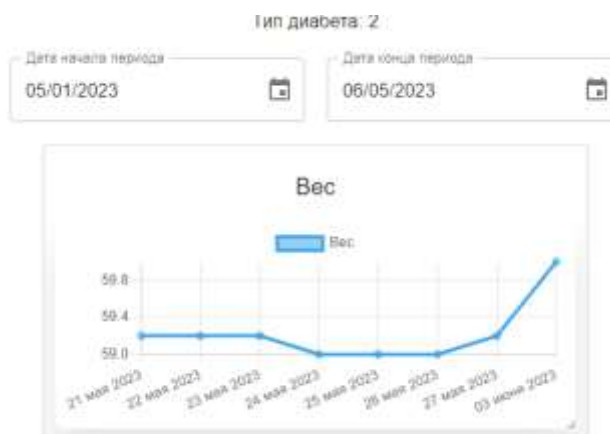 Тип диабета: 2
Дата начала периода
Дата конца периода
05/01/2023
06/05/2023
Вес
Вес
59.8
59.4
59.0
21 мая 2023
22 мая 2023
23 мая 2023
24 мая 2023
25 мая 2023
26 мая 2023
27 мая 2023
03 июня 2023